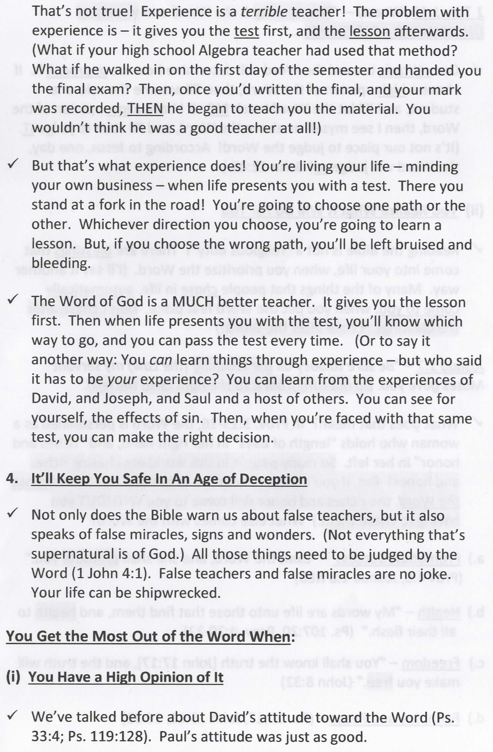 That's not true!  Experience is a terrible teacher!  The problem with
experience is – it gives you the test first, and the lesson afterwards.
(What if your high school Algebra teacher had used that method?
What if he walked in on the first day of the semester and handed you
the final exam?  Then, once you'd written the final, and your mark
was recorded, THEN he began to teach you the material.  You
wouldn't think he was a good teacher at all!)
✓ But that's what experience does!  You're living your life – minding
your own business – when life presents you with a test.  There you
stand at a fork in the road!  You're going to choose one path or the
other.  Whichever direction you choose, you're going to learn a
lesson.  But, if you choose the wrong path, you'll be left bruised and
bleeding.
✓ The Word of God is a MUCH better teacher.  It gives you the lesson
first.  Then when life presents you with the test, you'll know which
way to go, and you can pass the test every time.  (Or to say it
another way: You can learn things through experience – but who said
it has to be your experience?  You can learn from the experiences of
David, and Joseph, and Saul and a host of others.  You can see for
yourself, the effects of sin.  Then, when you're faced with that same
test, you can make the right decision.
4. It'll Keep You Safe In An Age of Deception
✓ Not only does the Bible warn us about false teachers, but it also
speaks of false miracles, signs and wonders.  (Not everything that's
supernatural is of God.)  All those things need to be judged by the
Word (1 John 4:1).  False teachers and false miracles are no joke.
Your life can be shipwrecked.
You Get the Most Out of the Word When:
(i) You Have a High Opinion of It
✓ We've talked before about David's attitude toward the Word (Ps.
33:4; Ps. 119:128).  Paul's attitude was just as good.